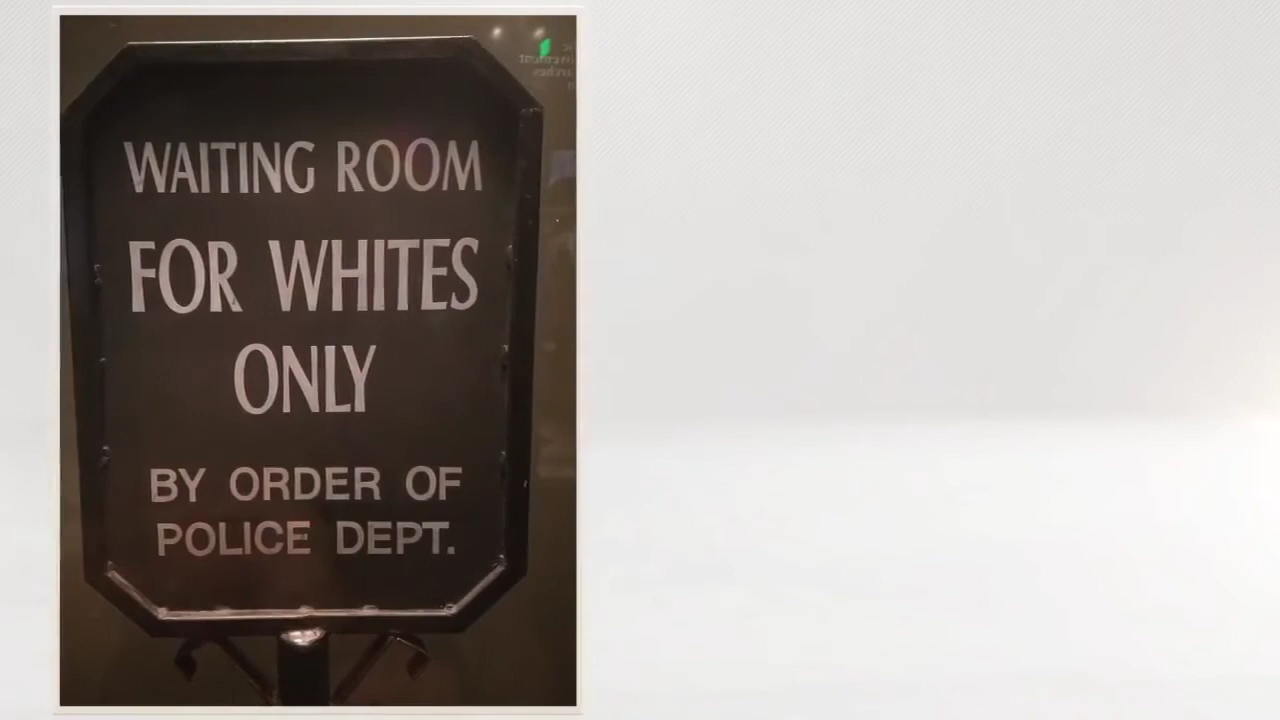 WAITING ROOM
FOR WHITES
ONLY
BY ORDER OF
POLICE DEPT.